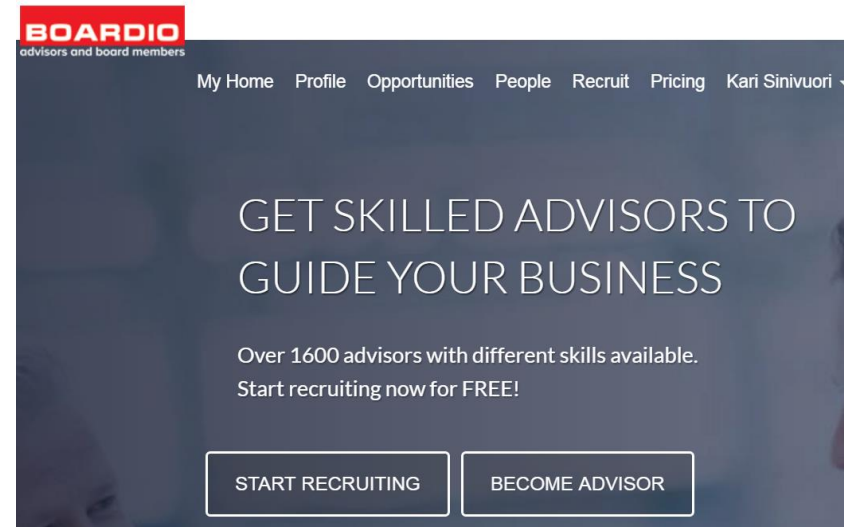 BOARDIO
advisors and board members
My Home Profile Opportunities People Recruit Pricing Kari Sinivuori
GET SKILLED ADVISORS TO
GUIDE YOUR BUSINESS
Over 1600 advisors with different skills available.
Start recruiting now for FREE!
START RECRUITING BECOME ADVISOR